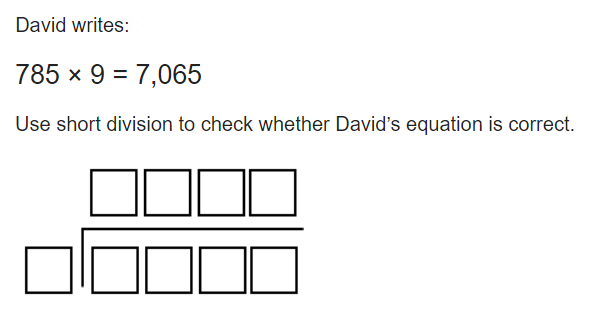 David writes:
785 × 9 = 7,065
Use short division to check whether David’s equation is correct.